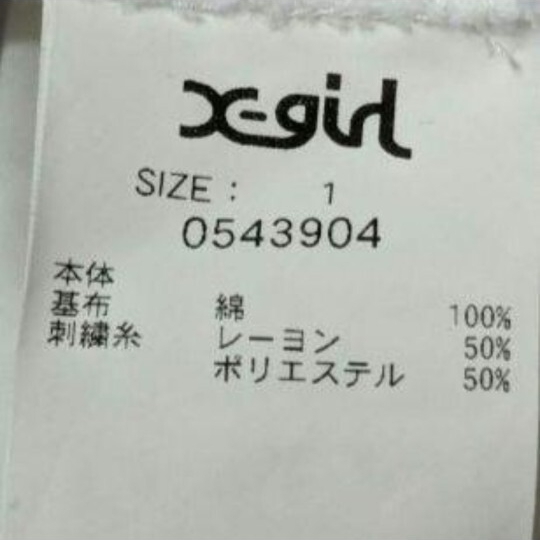 X-girl
SIZE : 1
0543904
本体
基布 綿 100%
刺繍糸 レーヨン 50%
ポリエステル 50%